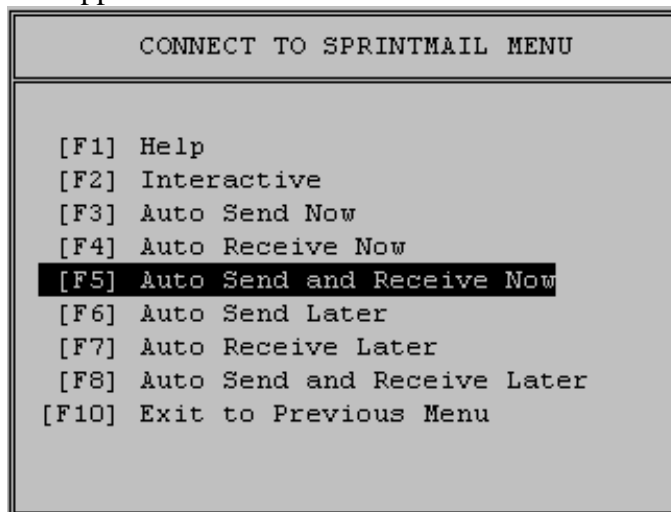 CONNECT TO SPRINTMAIL MENU
[F1] Help
[F2] Interactive
[F3] Auto Send Now
[F4] Auto Receive Now
[F5] Auto Send and Receive Now
[F6] Auto Send Later
[F7] Auto Receive Later
[F8] Auto Send and Receive Later
[F10] Exit to Previous Menu